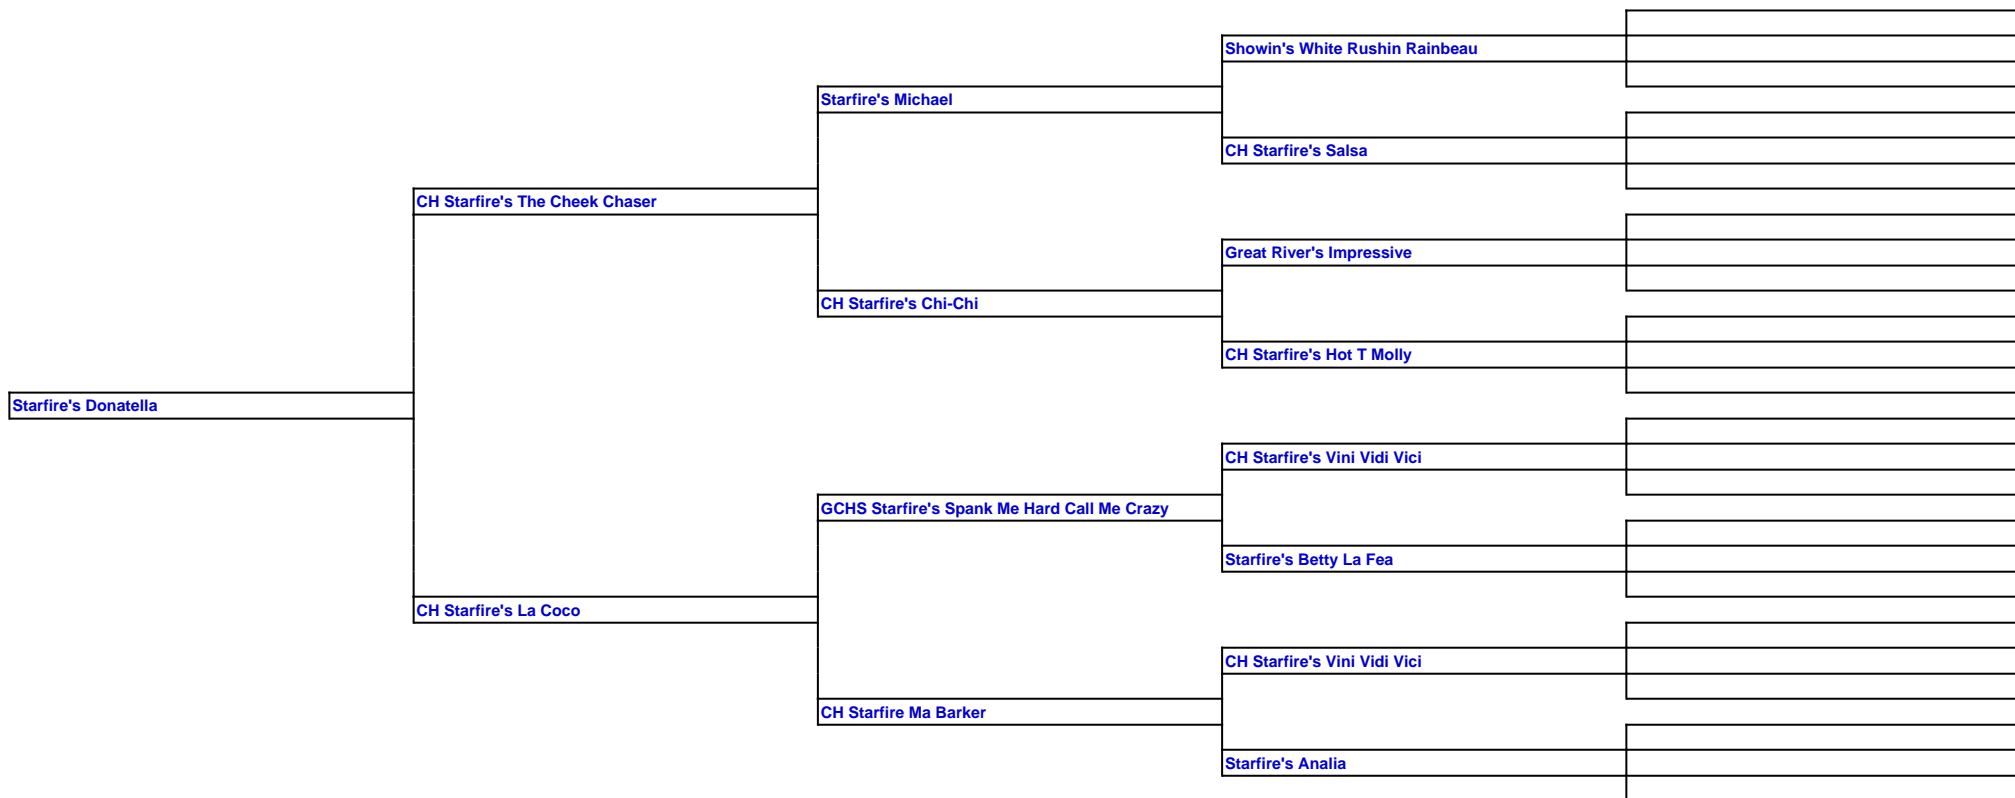 Showin's White Rushin Rainbeau
Starfire's Michael
CH Starfire's Salsa
CH Starfire's The Cheek Chaser
Great River's Impressive
CH Starfire's Chi-Chi
CH Starfire's Hot T Molly
Starfire's Donatella
CH Starfire's Vini Vidi Vici
GCHS Starfire's Spank Me Hard Call Me Crazy
Starfire's Betty La Fea
CH Starfire's La Coco
CH Starfire's Vini Vidi Vici
CH Starfire Ma Barker
Starfire's Analia